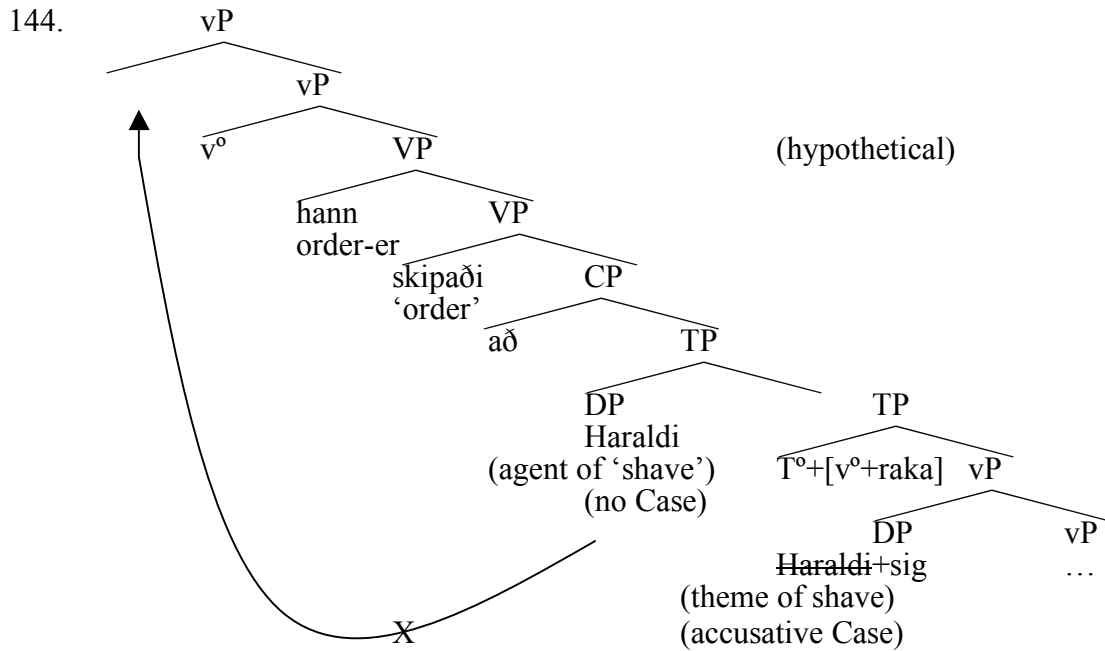 144. vP
vP
vº VP (hypothetical)
hann VP
order-er
skipaði CP
‘order’
að TP
DP TP
Haraldi
(agent of ‘shave’) Tº+[vº+raka] vP
(no Case)
DP vP
Haraldi+sig …
(theme of shave)
X (accusative Case)